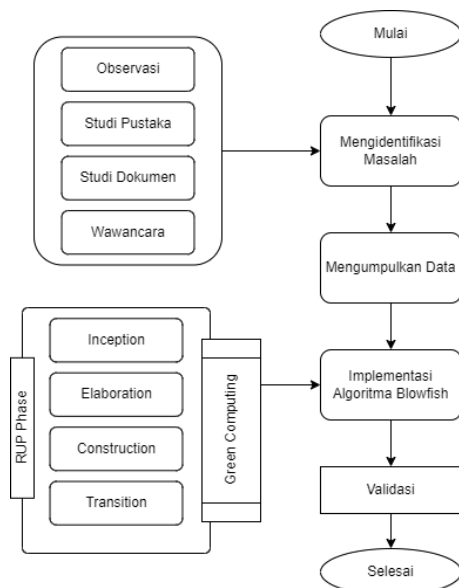 Mulai
Observasi
Studi Pustaka
Studi Dokumen
Wawancara
Mengidentifikasi
Masalah
Mengumpulkan Data
RUP Phase
Inception
Elaboration
Construction
Transition
Green Computing
Implementasi
Algoritma Blowfish
Validasi
Selesai